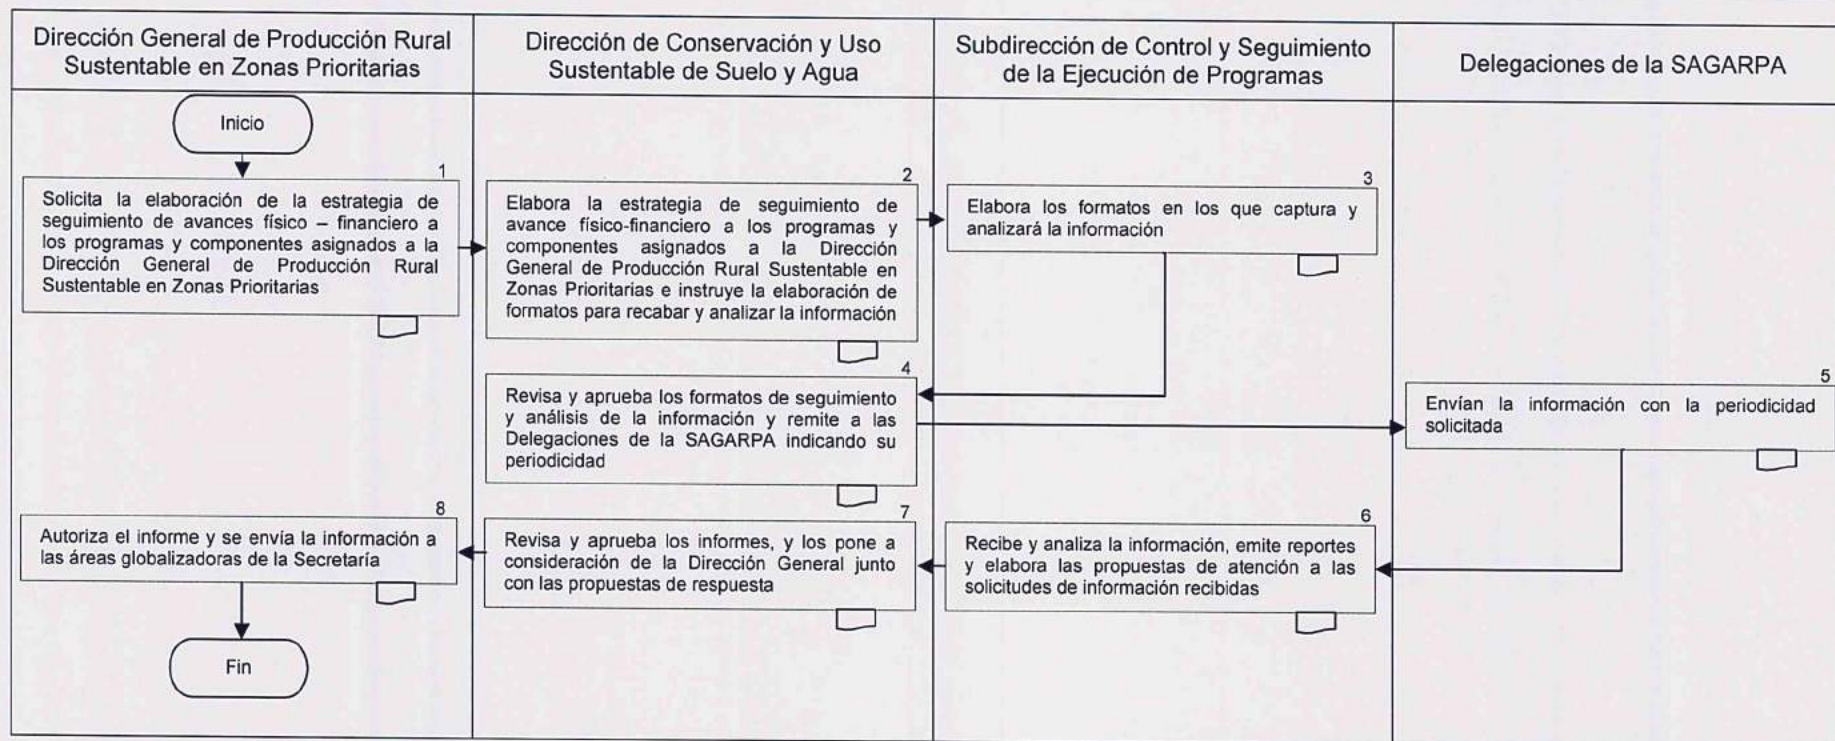 Dirección General de Producción Rural
Sustentable en Zonas Prioritarias
Dirección de Conservación y Uso
Sustentable de Suelo y Agua
Subdirección de Control y Seguimiento
de la Ejecución de Programas
Delegaciones de la SAGARPA
Inicio
1
Solicita la elaboración de la estrategia de
seguimiento de avances físico – financiero a
los programas y componentes asignados a la
Dirección General de Producción Rural
Sustentable en Zonas Prioritarias
2
Elabora la estrategia de seguimiento de
avance físico-financiero a los programas y
componentes asignados a la Dirección
General de Producción Rural Sustentable en
Zonas Prioritarias e instruye la elaboración de
formatos para recabar y analizar la información
3
Elabora los formatos en los que captura y
analizará la información
4
Revisa y aprueba los formatos de seguimiento
y análisis de la información y remite a las
Delegaciones de la SAGARPA indicando su
periodicidad
5
Envían la información con la periodicidad
solicitada
6
Recibe y analiza la información, emite reportes
y elabora las propuestas de atención a las
solicitudes de información recibidas
7
Revisa y aprueba los informes, y los pone a
consideración de la Dirección General junto
con las propuestas de respuesta
8
Autoriza el informe y se envía la información a
las áreas globalizadoras de la Secretaría
Fin